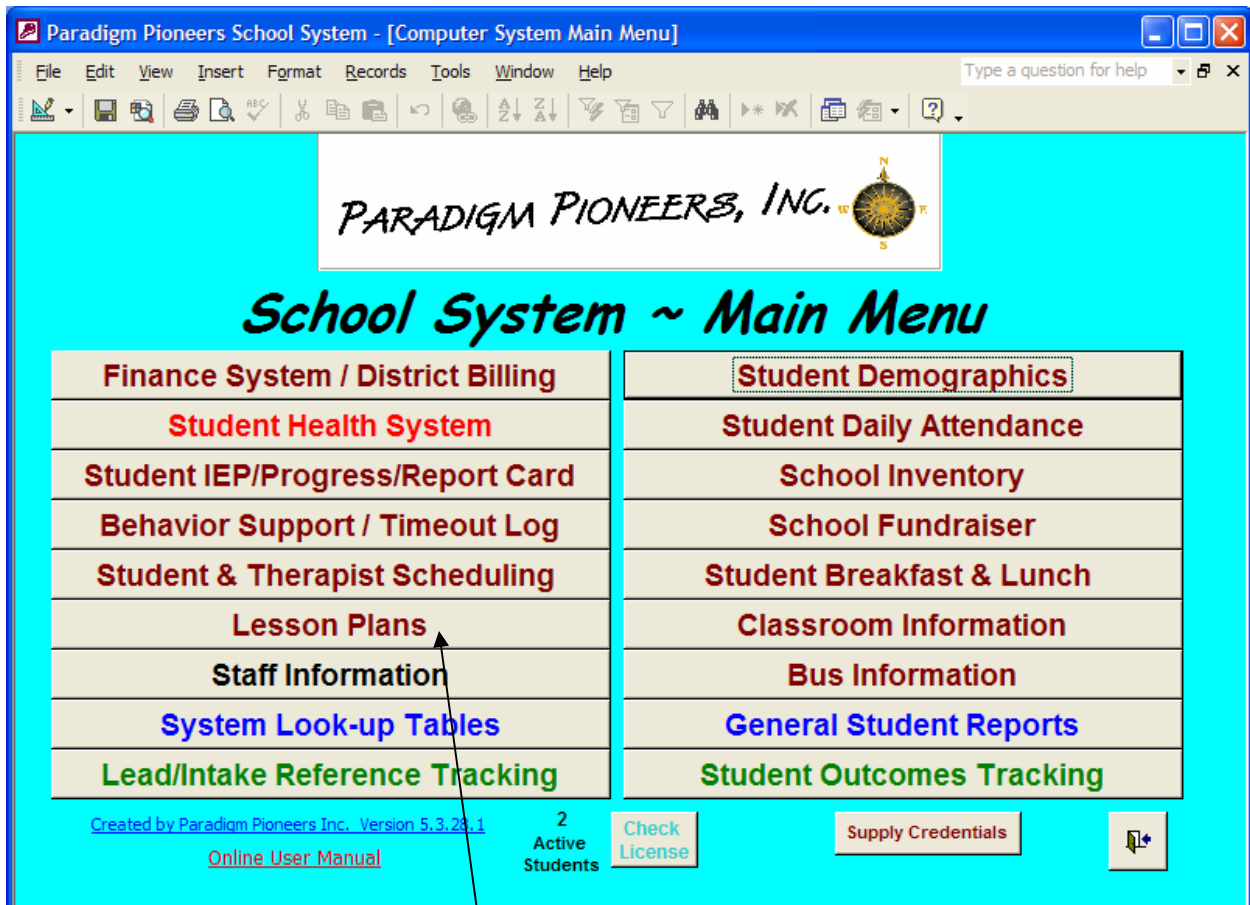 Paradigm Pioneers School System - [Computer System Main Menu]
File Edit View Insert Format Records Tools Window Help Type a question for help
PARADIGM PIONEERS, INC.
N
W E
S
School System ~ Main Menu
Finance System / District Billing
Student Demographics
Student Health System
Student Daily Attendance
Student IEP/Progress/Report Card
School Inventory
Behavior Support / Timeout Log
School Fundraiser
Student & Therapist Scheduling
Student Breakfast & Lunch
Lesson Plans
Classroom Information
Staff Information
Bus Information
System Look-up Tables
General Student Reports
Lead/Intake Reference Tracking
Student Outcomes Tracking
Created by Paradigm Pioneers Inc. Version 5.3.28.1
Online User Manual
2
Active
Students
Check
License
Supply Credentials